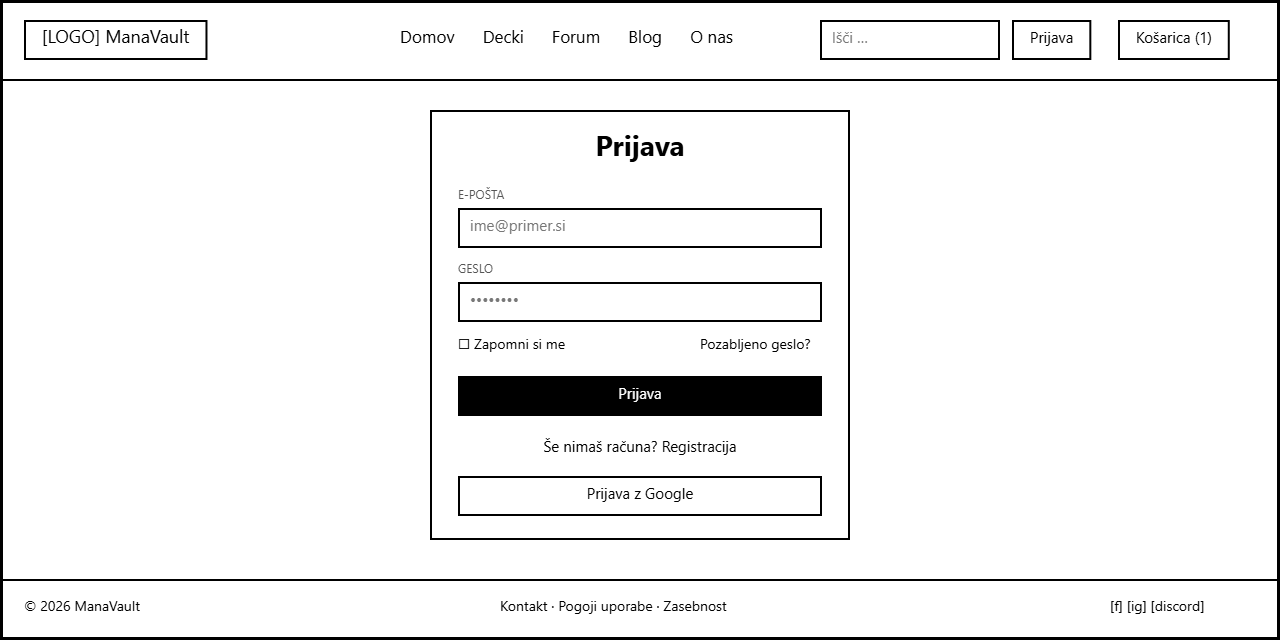 [LOGO] ManaVault Domov Decki Forum Blog O nas Išči ... Prijava Košarica (1)
Prijava
E-POŠTA
ime@primer.si
GESLO
••••••••
☐ Zapomni si me Pozabljeno geslo?
Prijava
Še nimaš računa? Registracija
Prijava z Google
© 2026 ManaVault Kontakt · Pogoji uporabe · Zasebnost [f] [ig] [discord]